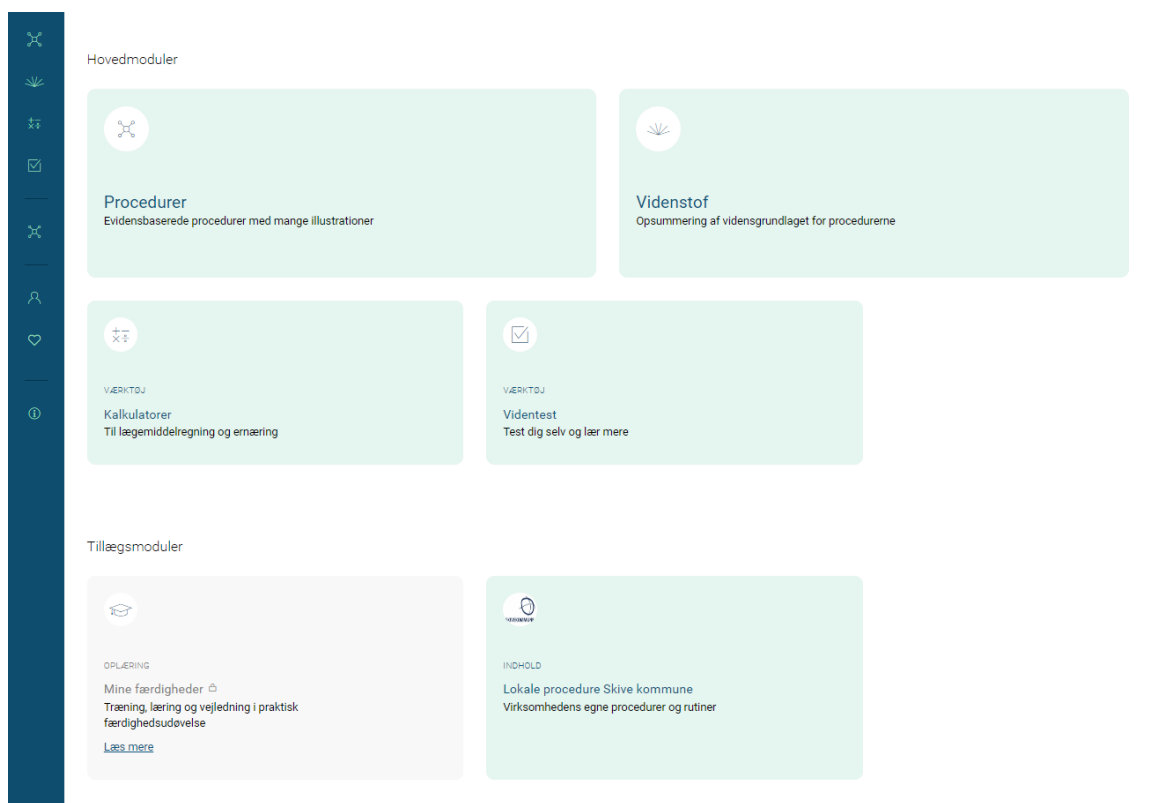 Hovedmoduler
Procedurer
Evidensbaserede procedurer med mange illustrationer
Videnstof
Opsummering af vidensgrundlaget for procedurerne
VÆRKTØJ
Kalkulatorer
Til lægemiddelregning og ernæring
VÆRKTØJ
Videntest
Test dig selv og lær mere
Tillægsmoduler
OPLÆRING
Mine færdigheder
Træning, læring og vejledning i praktisk
færdighedsudøvelse
Læs mere
INDHOLD
Lokale procedure Skive kommune
Virksomhedens egne procedurer og rutiner